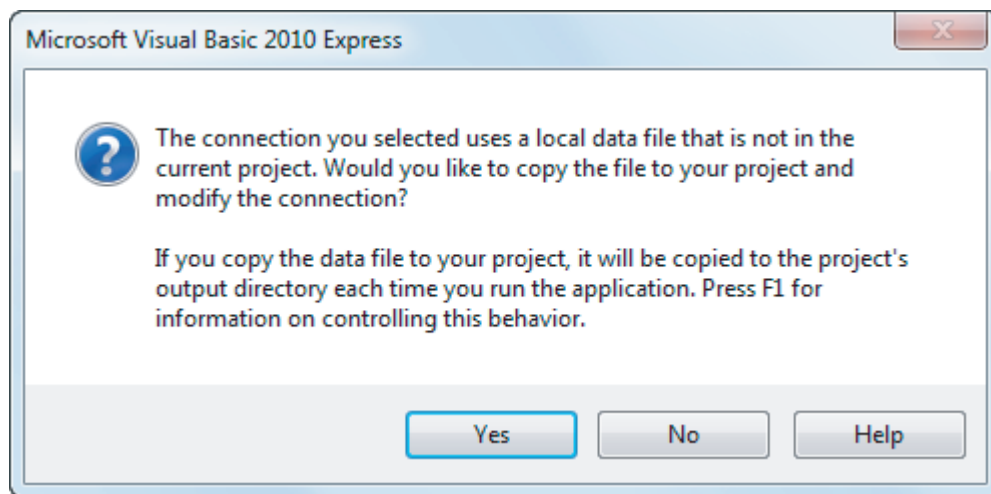 Microsoft Visual Basic 2010 Express
The connection you selected uses a local data file that is not in the
current project. Would you like to copy the file to your project and
modify the connection?
If you copy the data file to your project, it will be copied to the project's
output directory each time you run the application. Press F1 for
information on controlling this behavior.
Yes No Help